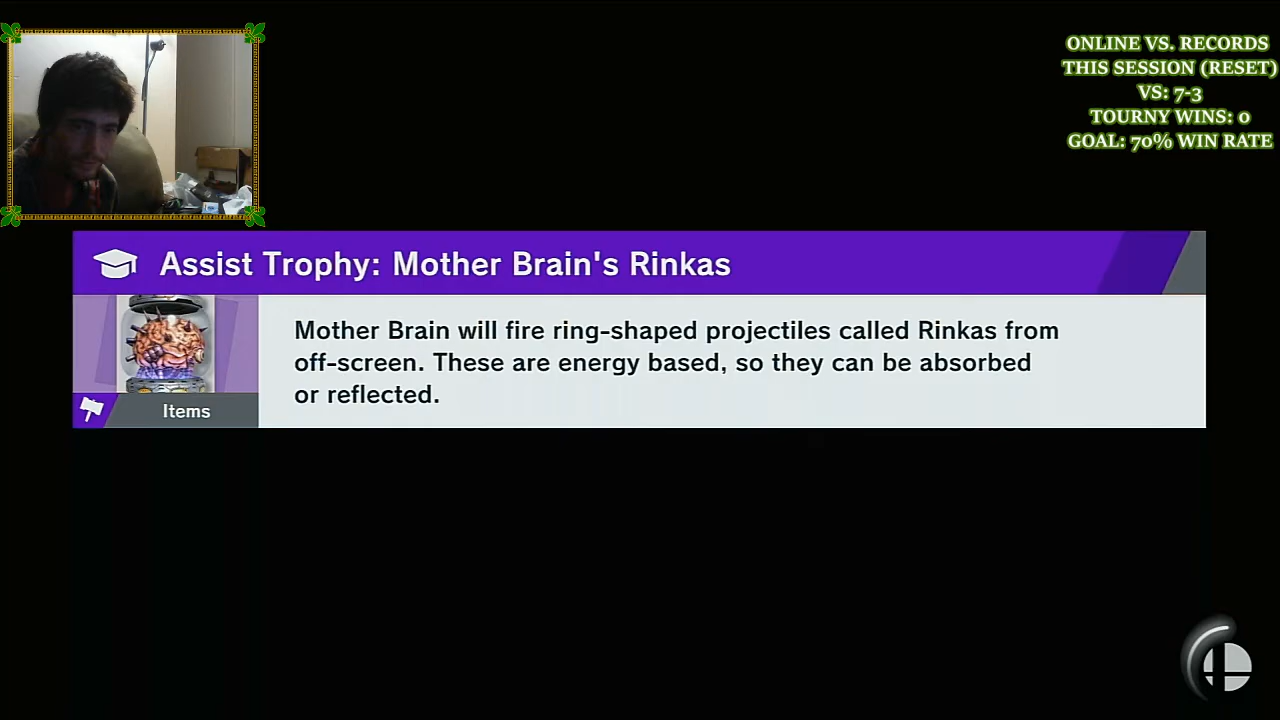 ONLINE VS. RECORDS
THIS SESSION (RESET)
VS: 7-3
TOURNY WINS: 0
GOAL: 70% WIN RATE
Assist Trophy: Mother Brain's Rinkas
Mother Brain will fire ring-shaped projectiles called Rinkas from
off-screen. These are energy based, so they can be absorbed
or reflected.
Items